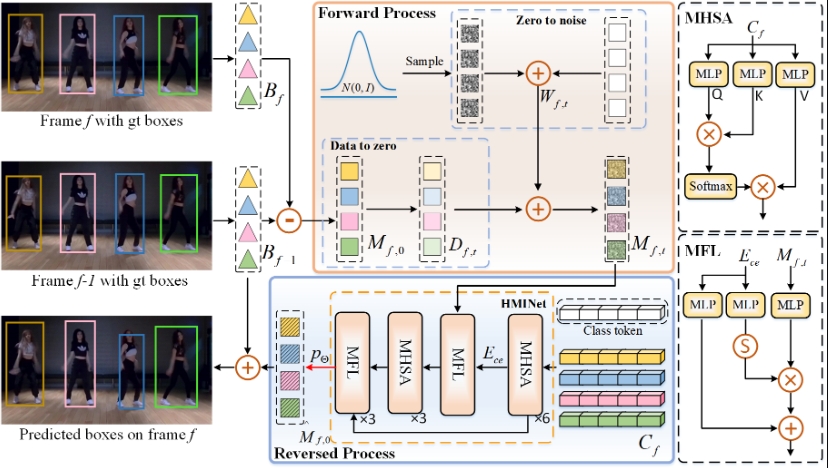 Forward Process
Zero to noise
Sample
N(0, I)
W_{f,t}
B_f
Frame f with gt boxes
Data to zero
M_{f,0}
D_{f,t}
M_{f,t}
B_{f-1}
Frame f-1 with gt boxes
HMINet
Class token
p_Θ
MFL
×3
MHSA
×3
MFL
E_{ce}
MHSA
×6
M̂_{f,0}
C_f
Reversed Process
Predicted boxes on frame f
MHSA
C_f
MLP
MLP
MLP
Q
K
V
Softmax
MFL
E_{ce}
M_{f,t}
MLP
MLP
MLP
S